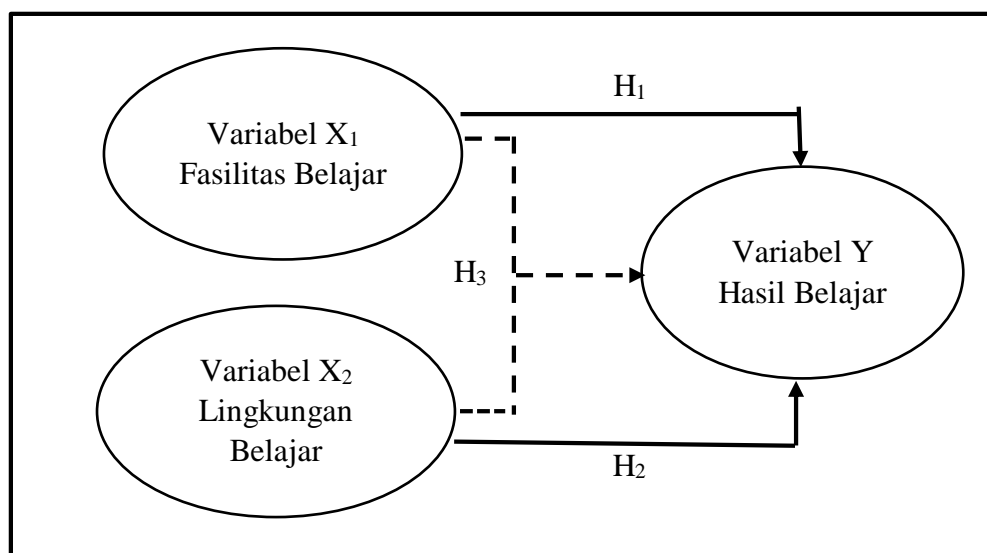 H₁
Variabel X₁
Fasilitas Belajar
Variabel Y
Hasil Belajar
H₃
Variabel X₂
Lingkungan
Belajar
H₂